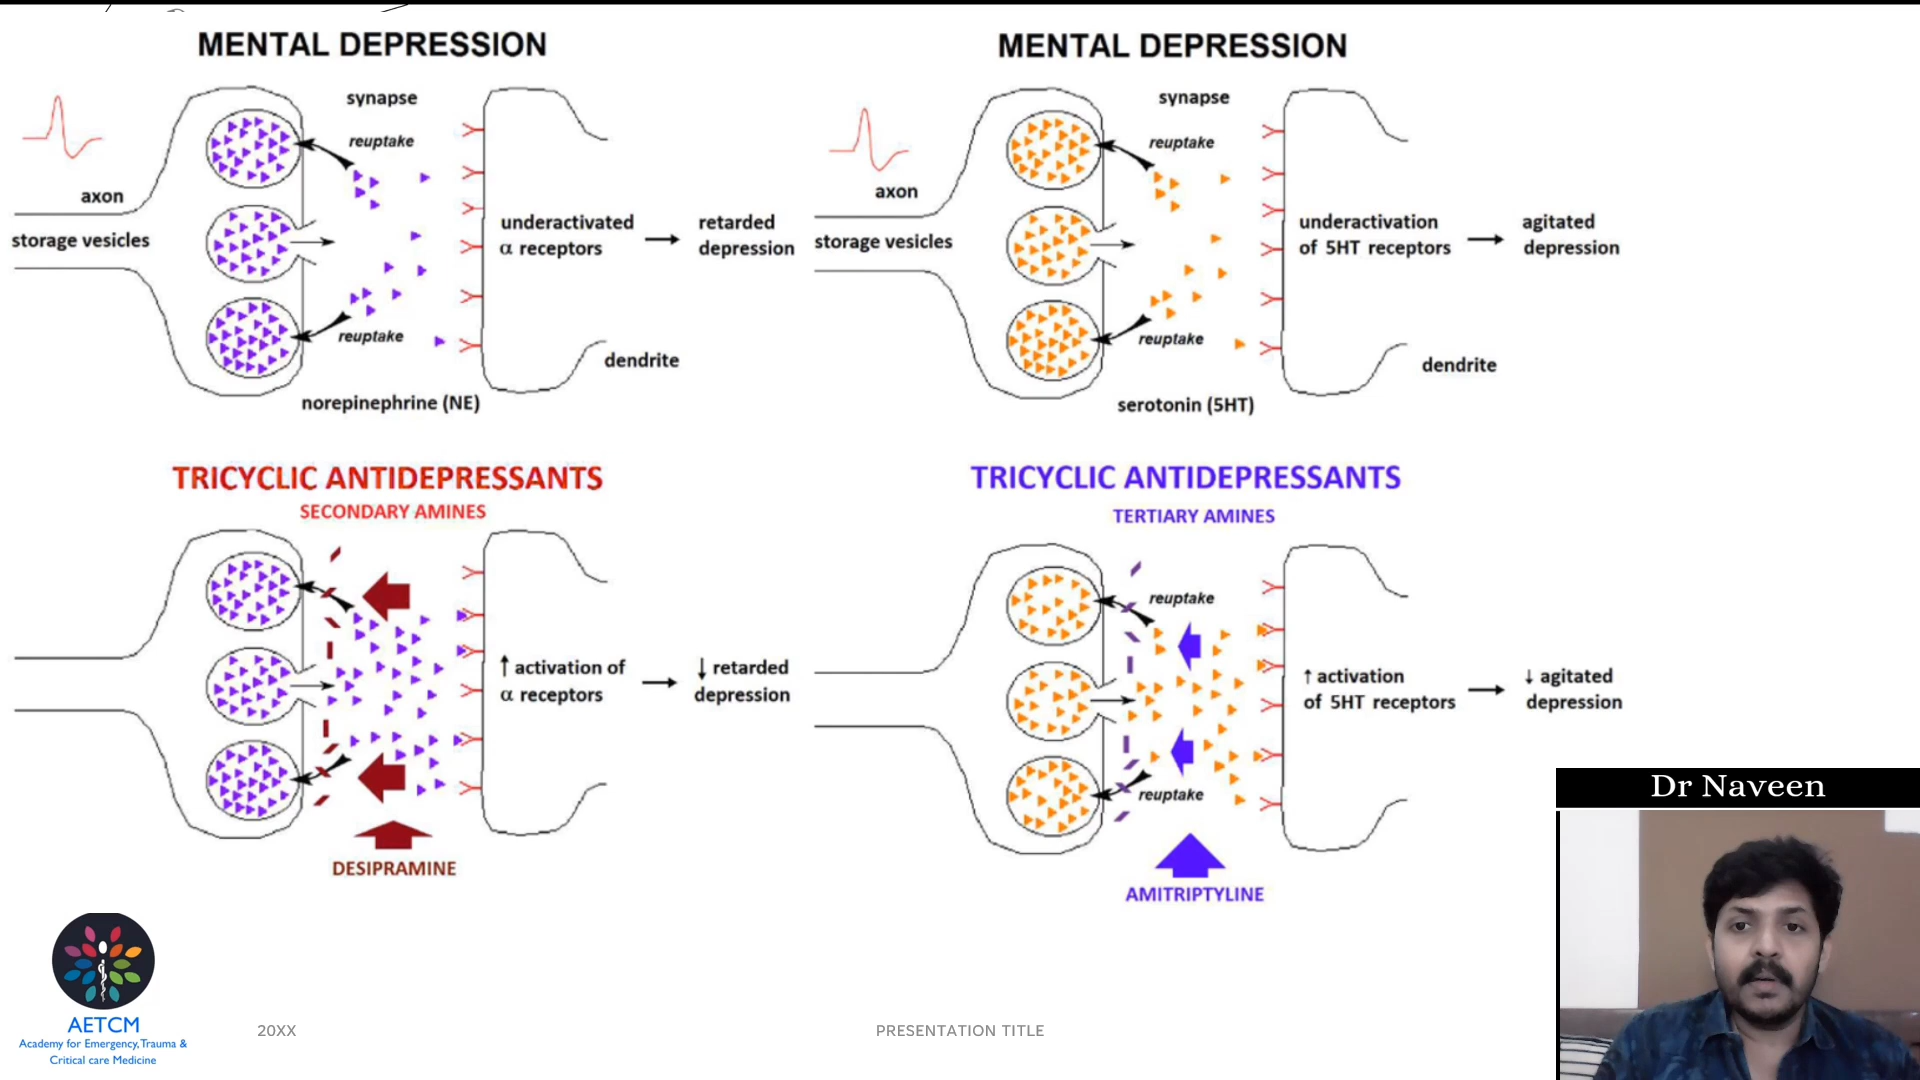 MENTAL DEPRESSION
synapse
reuptake
axon
storage vesicles
underactivated
α receptors
retarded
depression
reuptake
dendrite
norepinephrine (NE)
MENTAL DEPRESSION
synapse
reuptake
axon
storage vesicles
underactivation
of 5HT receptors
agitated
depression
reuptake
dendrite
serotonin (5HT)
TRICYCLIC ANTIDEPRESSANTS
SECONDARY AMINES
↑ activation of
α receptors
↓ retarded
depression
DESIPRAMINE
TRICYCLIC ANTIDEPRESSANTS
TERTIARY AMINES
reuptake
↑ activation
of 5HT receptors
↓ agitated
depression
reuptake
AMITRIPTYLINE
Dr Naveen
AETCM
Academy for Emergency, Trauma &
Critical care Medicine
20XX
PRESENTATION TITLE